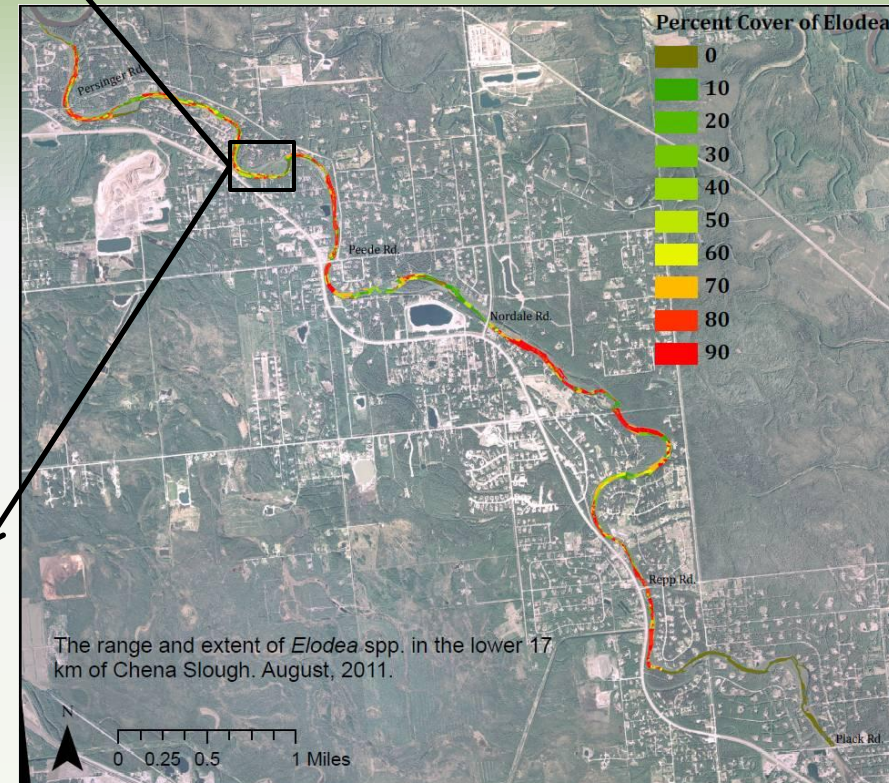 Percent Cover of Elodea
0
10
20
30
40
50
60
70
80
90
Persinger Rd.
Peede Rd.
Nordale Rd.
Repp Rd.
Plack Rd.
The range and extent of Elodea spp. in the lower 17
km of Chena Slough. August, 2011.
N
0 0.25 0.5 1 Miles